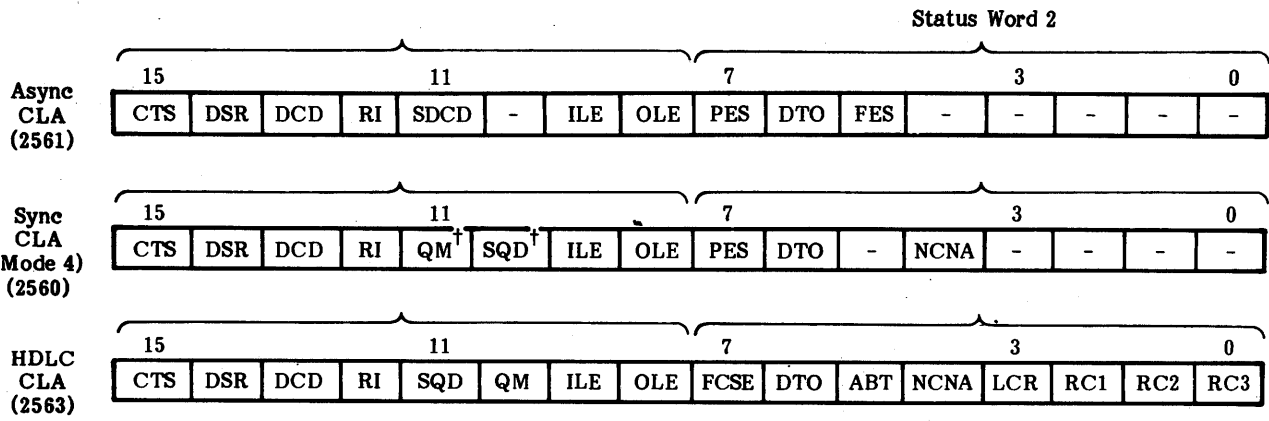 Status Word 2
15 11 7 3 0
Async
CLA
(2561)
CTS DSR DCD RI SDCD - ILE OLE PES DTO FES - - - - -
15 11 7 3 0
Sync
CLA
Mode 4)
(2560)
CTS DSR DCD RI QM† SQD† ILE OLE PES DTO - NCNA - - - -
15 11 7 3 0
HDLC
CLA
(2563)
CTS DSR DCD RI SQD QM ILE OLE FCSE DTO ABT NCNA LCR RC1 RC2 RC3